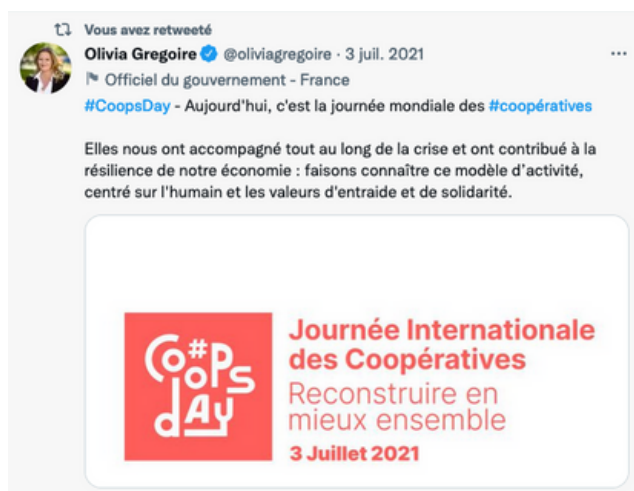 Vous avez retweeté
Olivia Gregoire @oliviagregoire · 3 juil. 2021
Officiel du gouvernement - France
#CoopsDay - Aujourd'hui, c'est la journée mondiale des #coopératives
Elles nous ont accompagné tout au long de la crise et ont contribué à la
résilience de notre économie : faisons connaître ce modèle d’activité,
centré sur l'humain et les valeurs d'entraide et de solidarité.
#
CoOPs
dAy
Journée Internationale
des Coopératives
Reconstruire en
mieux ensemble
3 Juillet 2021